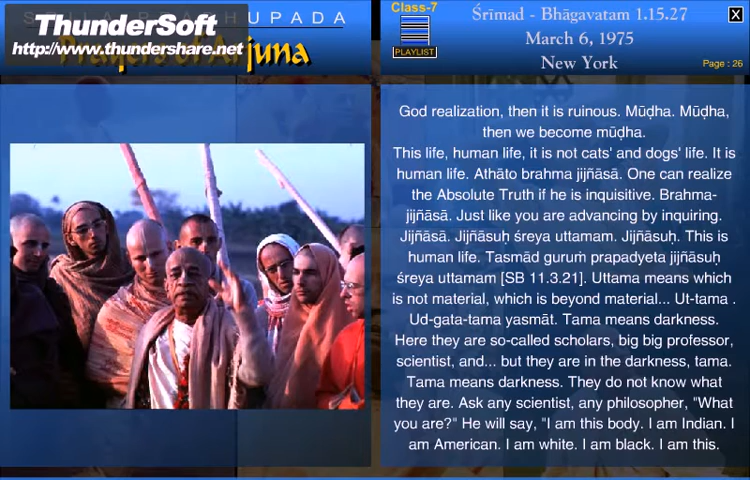 ThunderSoft
http://www.thundershare.net
PRABHUPADA
Prayers of Arjuna
Class-7
PLAYLIST
Śrīmad - Bhāgavatam 1.15.27
March 6, 1975
New York
X
Page : 26
God realization, then it is ruinous. Mūḍha. Mūḍha,
then we become mūḍha.
This life, human life, it is not cats' and dogs' life. It is
human life. Athāto brahma jijñāsā. One can realize
the Absolute Truth if he is inquisitive. Brahma-
jijñāsā. Just like you are advancing by inquiring.
Jijñāsā. Jijñāsuḥ śreya uttamam. Jijñāsuḥ. This is
human life. Tasmād guruṁ prapadyeta jijñāsuḥ
śreya uttamam [SB 11.3.21]. Uttama means which
is not material, which is beyond material... Ut-tama .
Ud-gata-tama yasmāt. Tama means darkness.
Here they are so-called scholars, big big professor,
scientist, and... but they are in the darkness, tama.
Tama means darkness. They do not know what
they are. Ask any scientist, any philosopher, "What
you are?" He will say, "I am this body. I am Indian. I
am American. I am white. I am black. I am this.